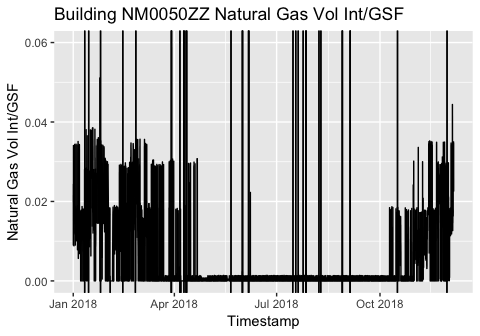 Building NM0050ZZ Natural Gas Vol Int/GSF
0.06
0.04
0.02
0.00
Natural Gas Vol Int/GSF
Jan 2018
Apr 2018
Jul 2018
Oct 2018
Timestamp